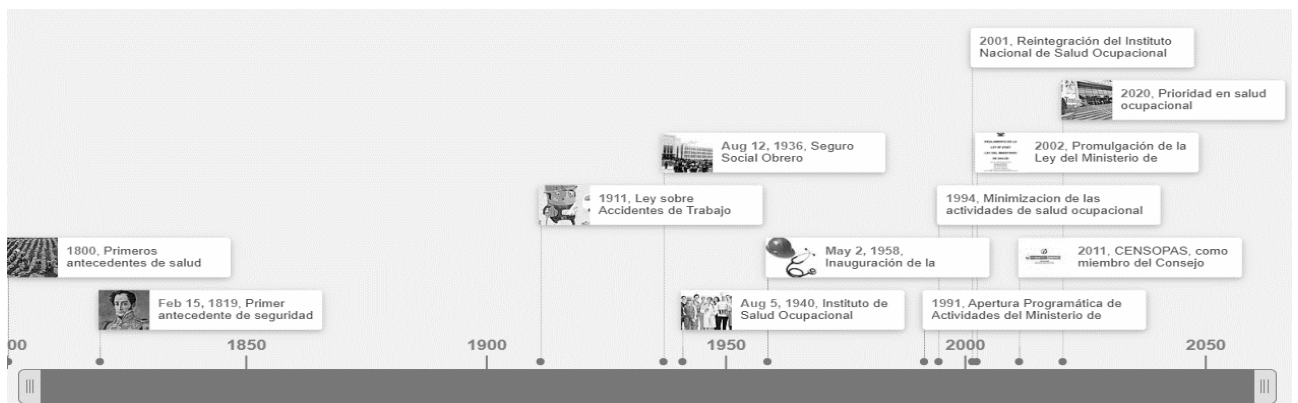 2001, Reintegración del Instituto
Nacional de Salud Ocupacional
2020, Prioridad en salud
ocupacional
Aug 12, 1936, Seguro
Social Obrero
2002, Promulgación de la
Ley del Ministerio de
1911, Ley sobre
Accidentes de Trabajo
1994, Minimizacion de las
actividades de salud ocupacional
1800, Primeros
antecedentes de salud
May 2, 1958,
Inauguración de la
2011, CENSOPAS, como
miembro del Consejo
Feb 15, 1819, Primer
antecedente de seguridad
Aug 5, 1940, Instituto de
Salud Ocupacional
1991, Apertura Programática de
Actividades del Ministerio de
00 1850 1900 1950 2000 2050